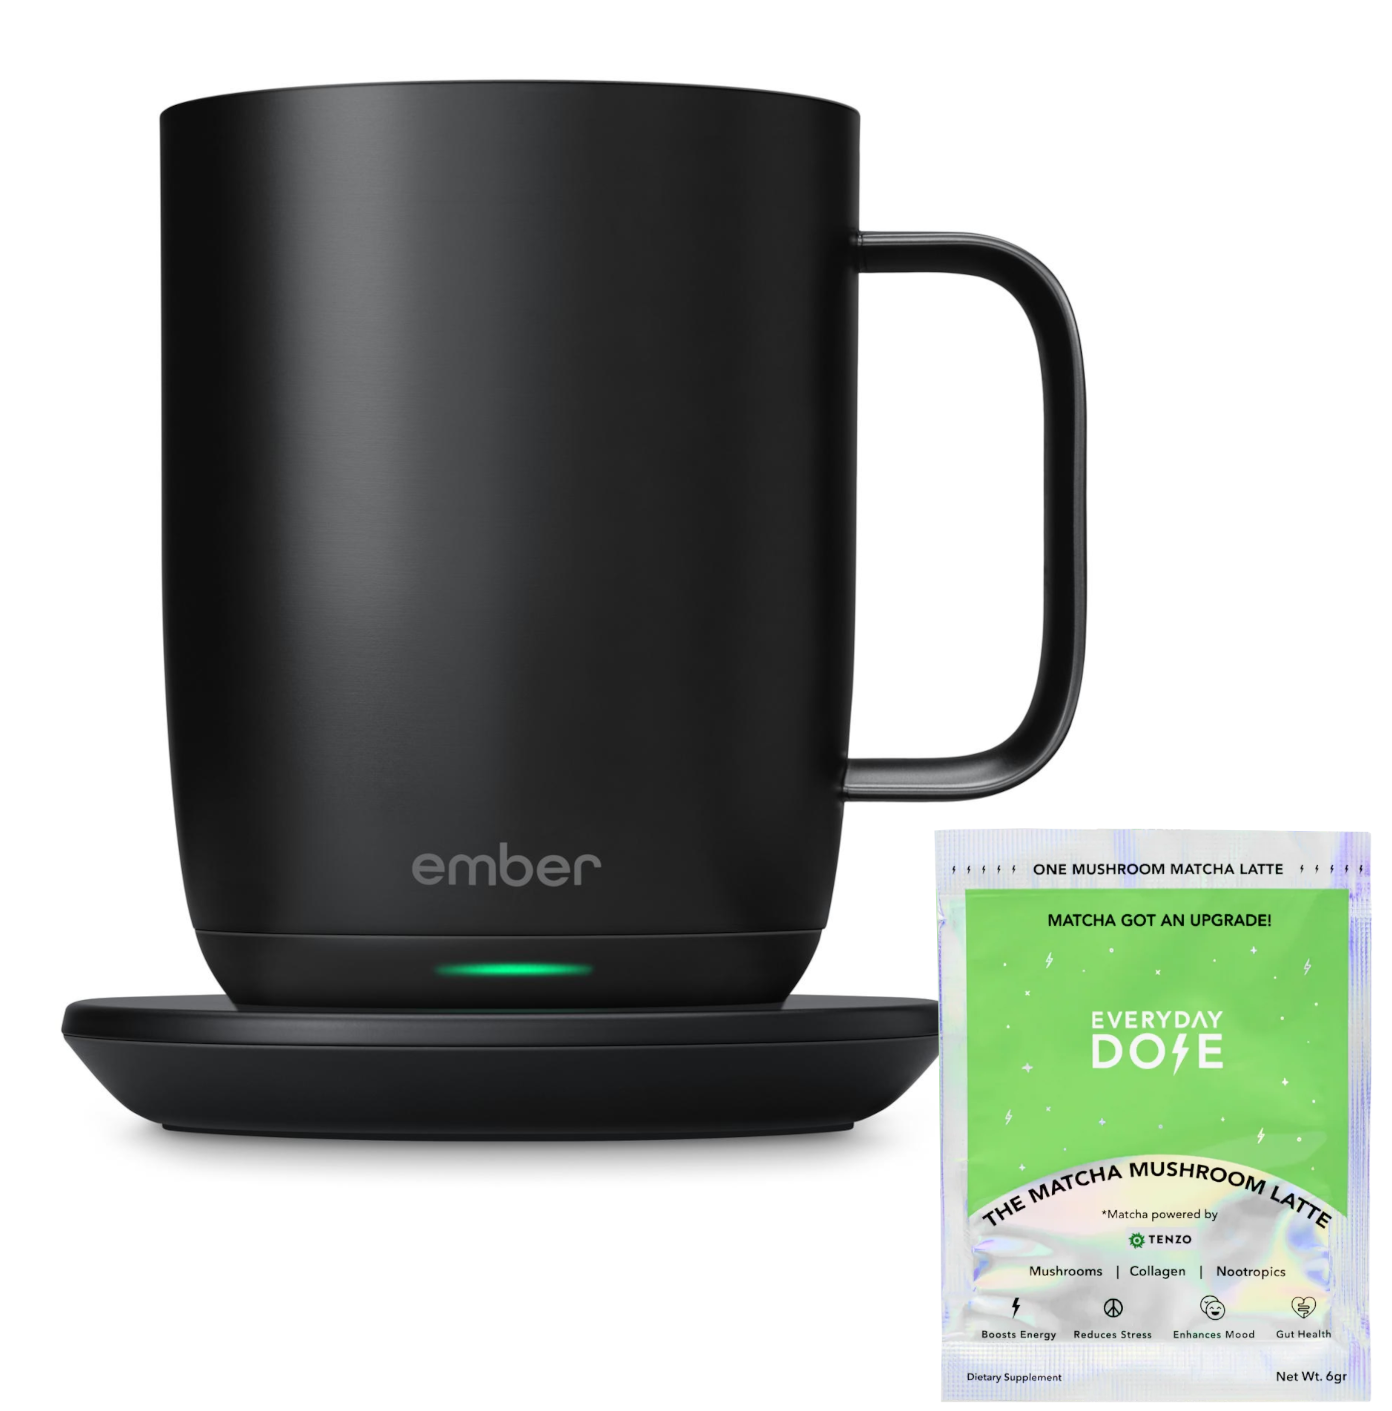 ember
ONE MUSHROOM MATCHA LATTE
MATCHA GOT AN UPGRADE!
EVERYDAY
DOSE
THE MATCHA MUSHROOM LATTE
*Matcha powered by
TENZO
Mushrooms | Collagen | Nootropics
Boosts Energy Reduces Stress Enhances Mood Gut Health
Dietary Supplement Net Wt. 6gr